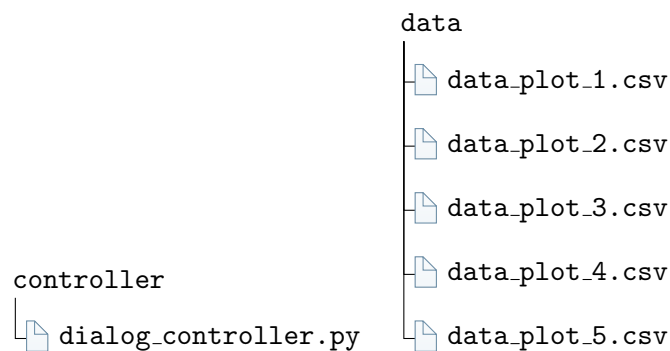 controller
dialog_controller.py
data
data_plot_1.csv
data_plot_2.csv
data_plot_3.csv
data_plot_4.csv
data_plot_5.csv